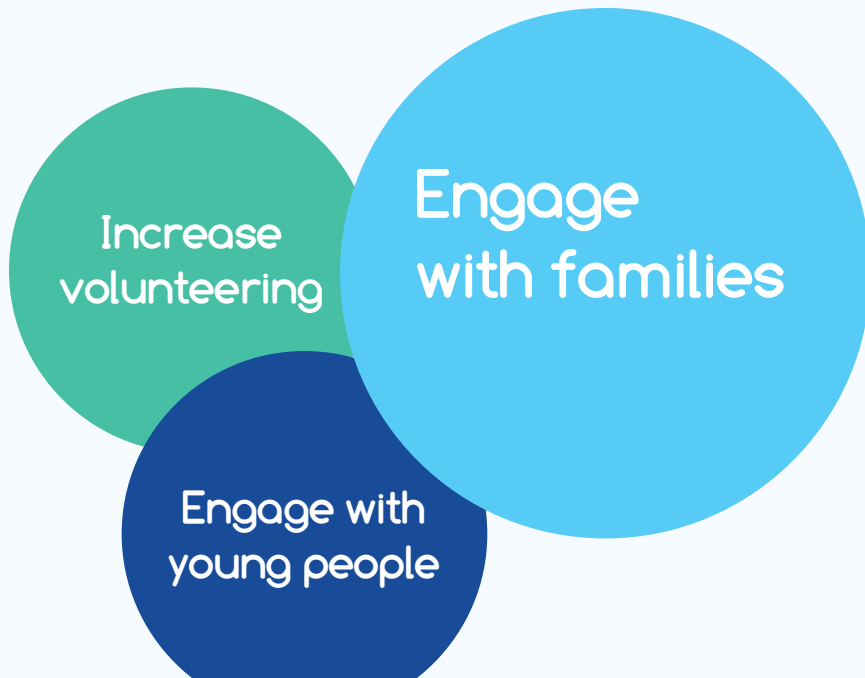 Increase
volunteering
Engage
with families
Engage with
young people